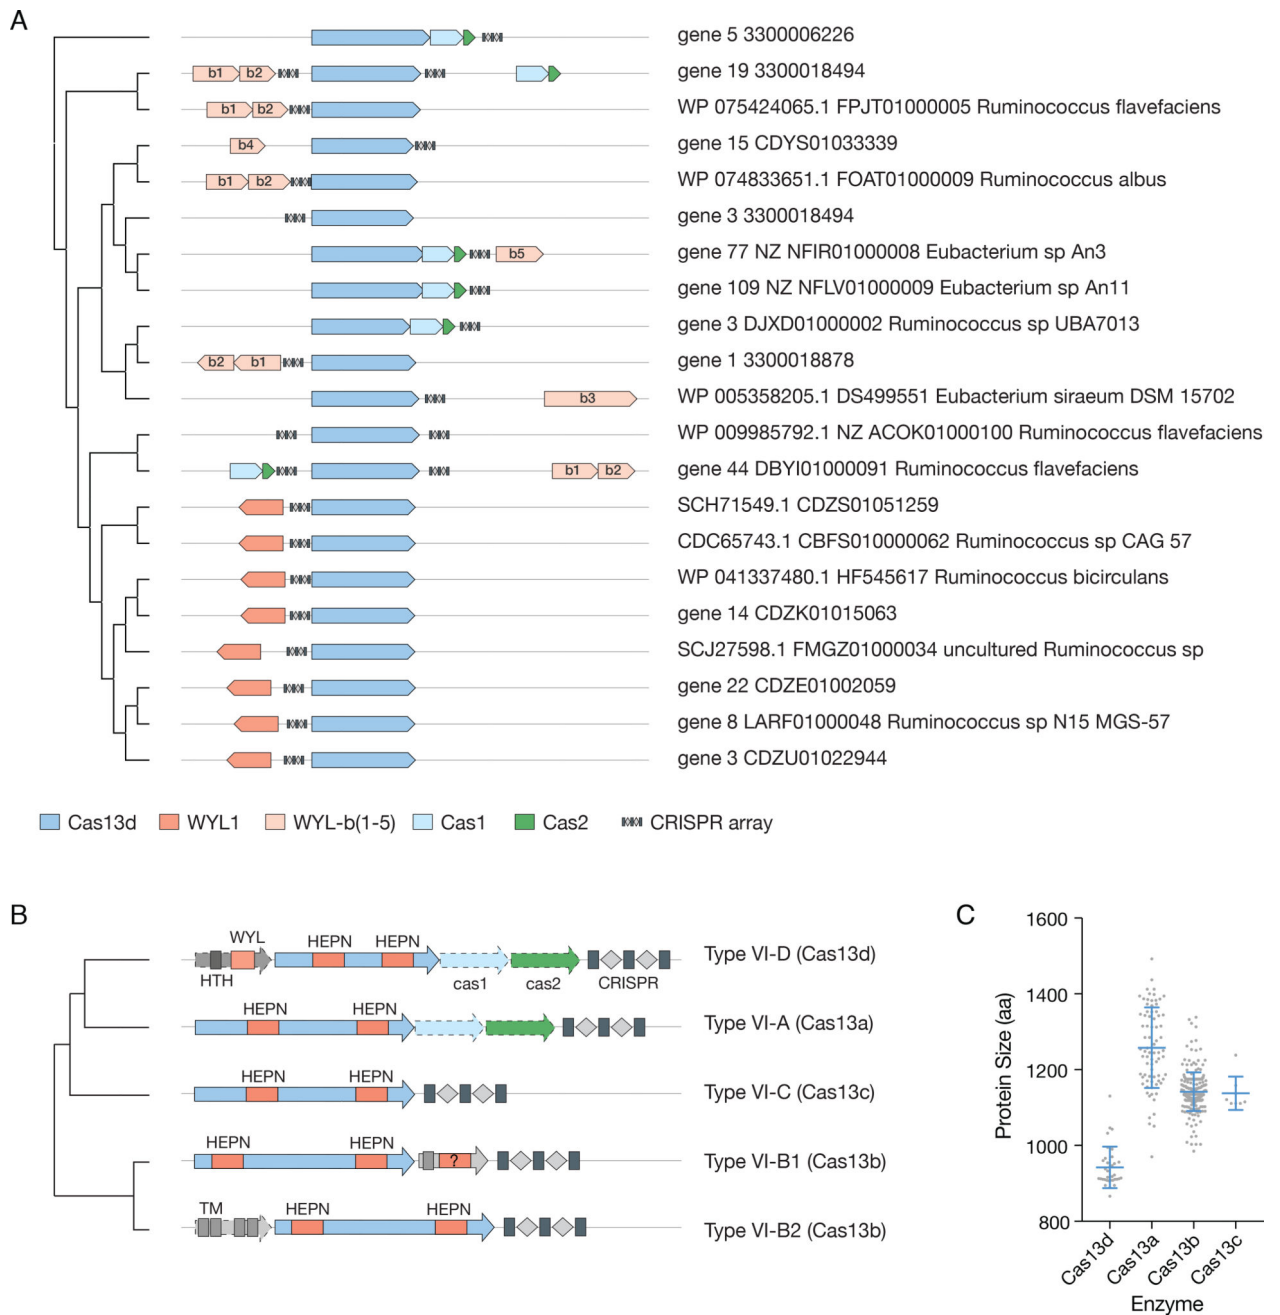 A
gene 5 3300006226
b1 b2 gene 19 3300018494
b1 b2 WP 075424065.1 FPJT01000005 Ruminococcus flavefaciens
b4 gene 15 CDYS01033339
b1 b2 WP 074833651.1 FOAT01000009 Ruminococcus albus
gene 3 3300018494
b5 gene 77 NZ NFIR01000008 Eubacterium sp An3
gene 109 NZ NFLV01000009 Eubacterium sp An11
gene 3 DJXD01000002 Ruminococcus sp UBA7013
b2 b1 gene 1 3300018878
b3 WP 005358205.1 DS499551 Eubacterium siraeum DSM 15702
WP 009985792.1 NZ ACOK01000100 Ruminococcus flavefaciens
b1 b2 gene 44 DBYI01000091 Ruminococcus flavefaciens
SCH71549.1 CDZS01051259
CDC65743.1 CBFS010000062 Ruminococcus sp CAG 57
WP 041337480.1 HF545617 Ruminococcus bicirculans
gene 14 CDZK01015063
SCJ27598.1 FMGZ01000034 uncultured Ruminococcus sp
gene 22 CDZE01002059
gene 8 LARF01000048 Ruminococcus sp N15 MGS-57
gene 3 CDZU01022944
Cas13d WYL1 WYL-b(1-5) Cas1 Cas2 CRISPR array
B
WYL HEPN HEPN
Type VI-D (Cas13d)
HTH cas1 cas2 CRISPR
HEPN HEPN
Type VI-A (Cas13a)
HEPN HEPN
Type VI-C (Cas13c)
HEPN HEPN
? Type VI-B1 (Cas13b)
TM HEPN HEPN
Type VI-B2 (Cas13b)
C
Protein Size (aa)
1600
1400
1200
1000
800
Cas13d Cas13a Cas13b Cas13c
Enzyme